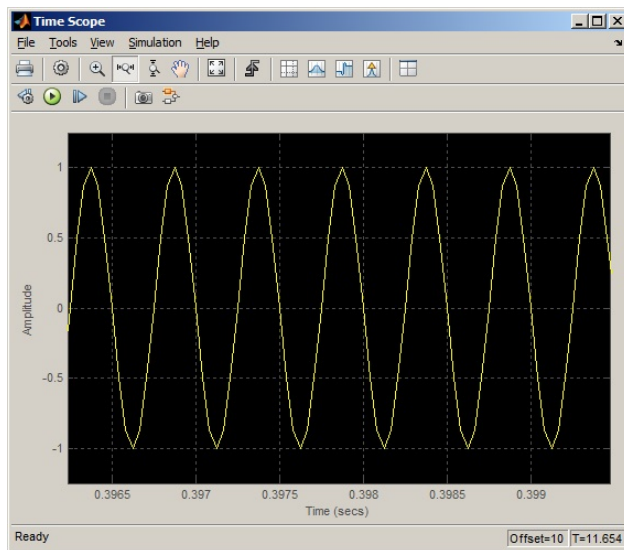 Time Scope
File Tools View Simulation Help
1
0.5
0
-0.5
-1
Amplitude
0.3965 0.397 0.3975 0.398 0.3985 0.399
Time (secs)
Ready Offset=10 T=11.654